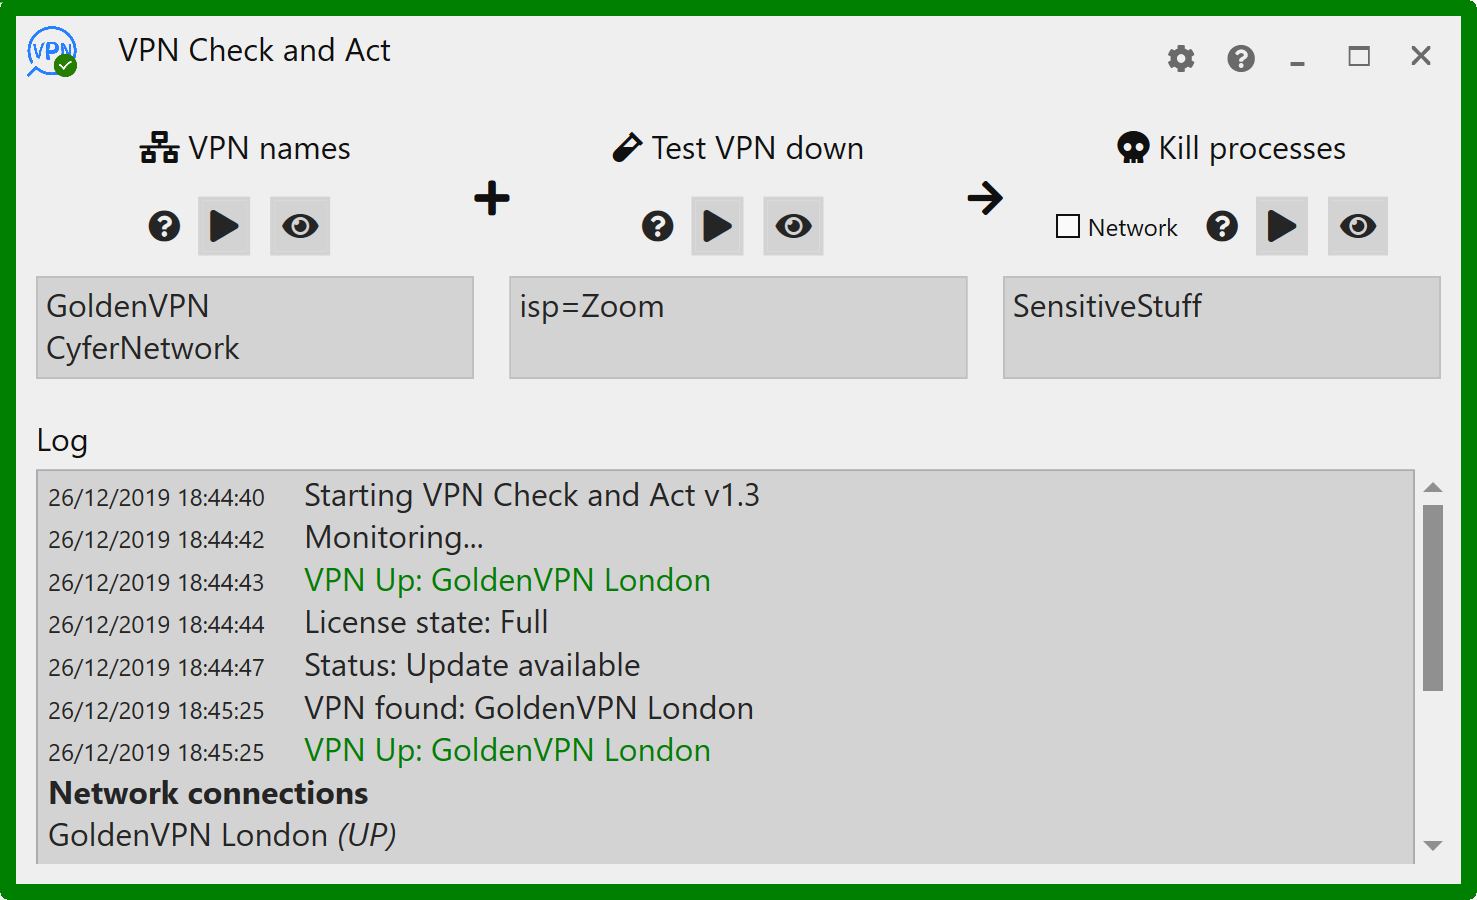 VPN
VPN Check and Act
VPN names
Test VPN down
Kill processes
Network
GoldenVPN
CyferNetwork
isp=Zoom
SensitiveStuff
Log
26/12/2019 18:44:40 Starting VPN Check and Act v1.3
26/12/2019 18:44:42 Monitoring...
26/12/2019 18:44:43 VPN Up: GoldenVPN London
26/12/2019 18:44:44 License state: Full
26/12/2019 18:44:47 Status: Update available
26/12/2019 18:45:25 VPN found: GoldenVPN London
26/12/2019 18:45:25 VPN Up: GoldenVPN London
Network connections
GoldenVPN London (UP)